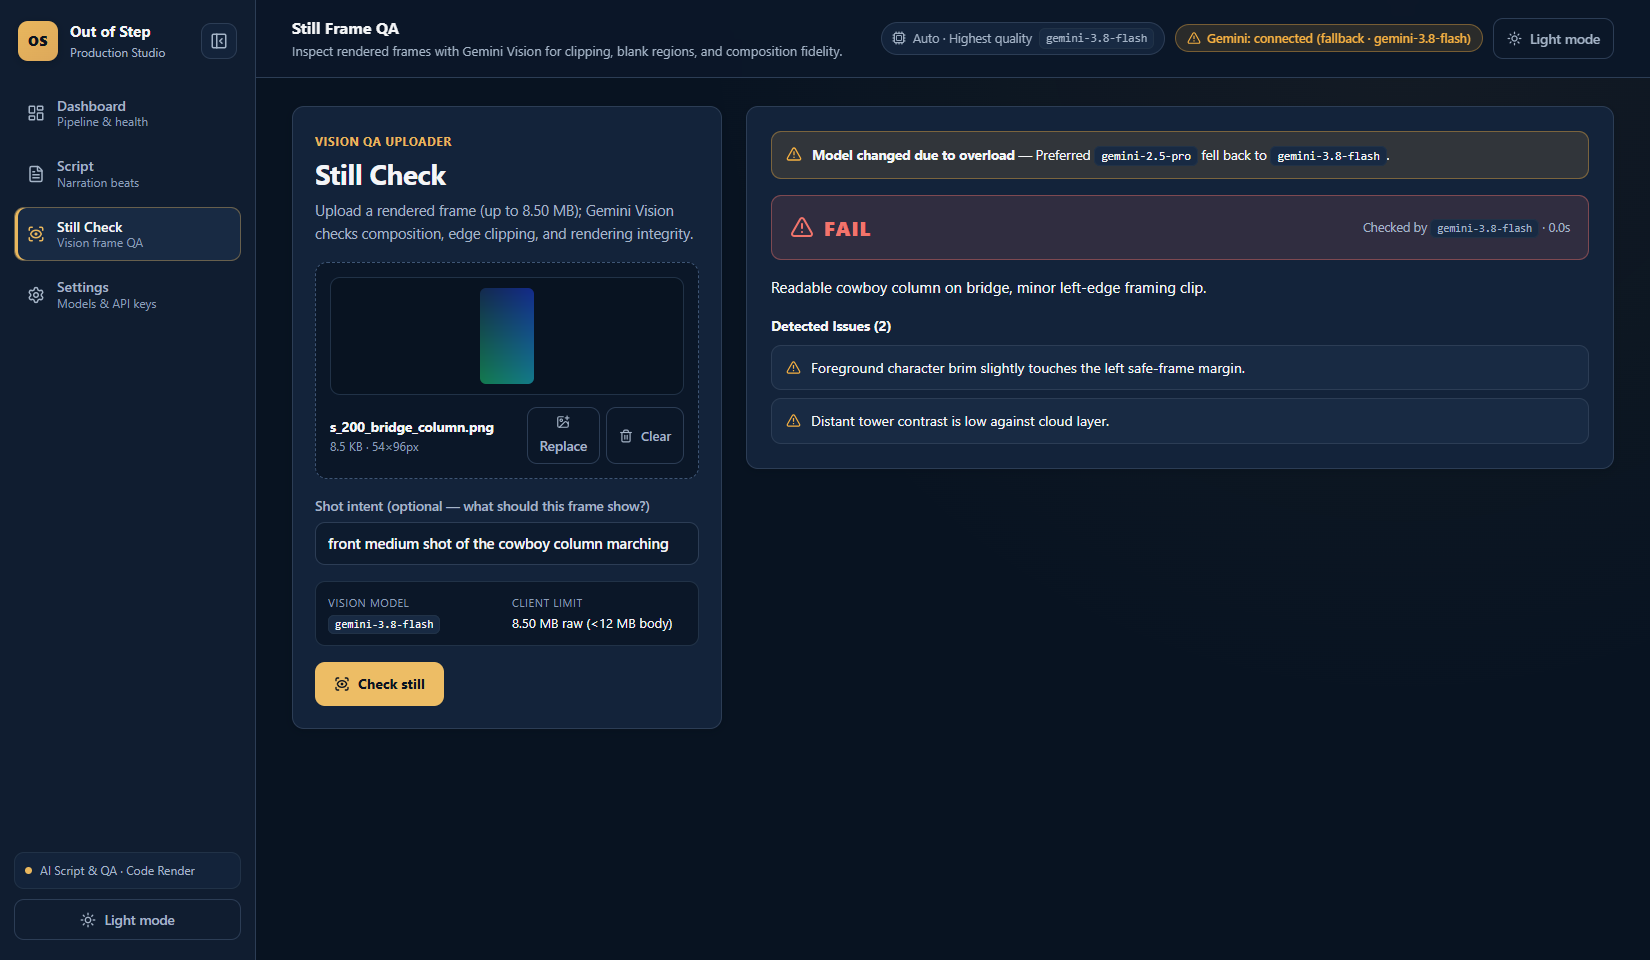 OS
Out of Step
Production Studio
Dashboard
Pipeline & health
Script
Narration beats
Still Check
Vision frame QA
Settings
Models & API keys
AI Script & QA · Code Render
Light mode
Still Frame QA
Inspect rendered frames with Gemini Vision for clipping, blank regions, and composition fidelity.
Auto · Highest quality gemini-3.8-flash
Gemini: connected (fallback · gemini-3.8-flash)
Light mode
VISION QA UPLOADER
Still Check
Upload a rendered frame (up to 8.50 MB); Gemini Vision
checks composition, edge clipping, and rendering integrity.
s_200_bridge_column.png
8.5 KB · 54×96px
Replace
Clear
Shot intent (optional — what should this frame show?)
front medium shot of the cowboy column marching
VISION MODEL
gemini-3.8-flash
CLIENT LIMIT
8.50 MB raw (<12 MB body)
Check still
Model changed due to overload — Preferred gemini-2.5-pro fell back to gemini-3.8-flash .
FAIL
Checked by gemini-3.8-flash · 0.0s
Readable cowboy column on bridge, minor left-edge framing clip.
Detected Issues (2)
Foreground character brim slightly touches the left safe-frame margin.
Distant tower contrast is low against cloud layer.